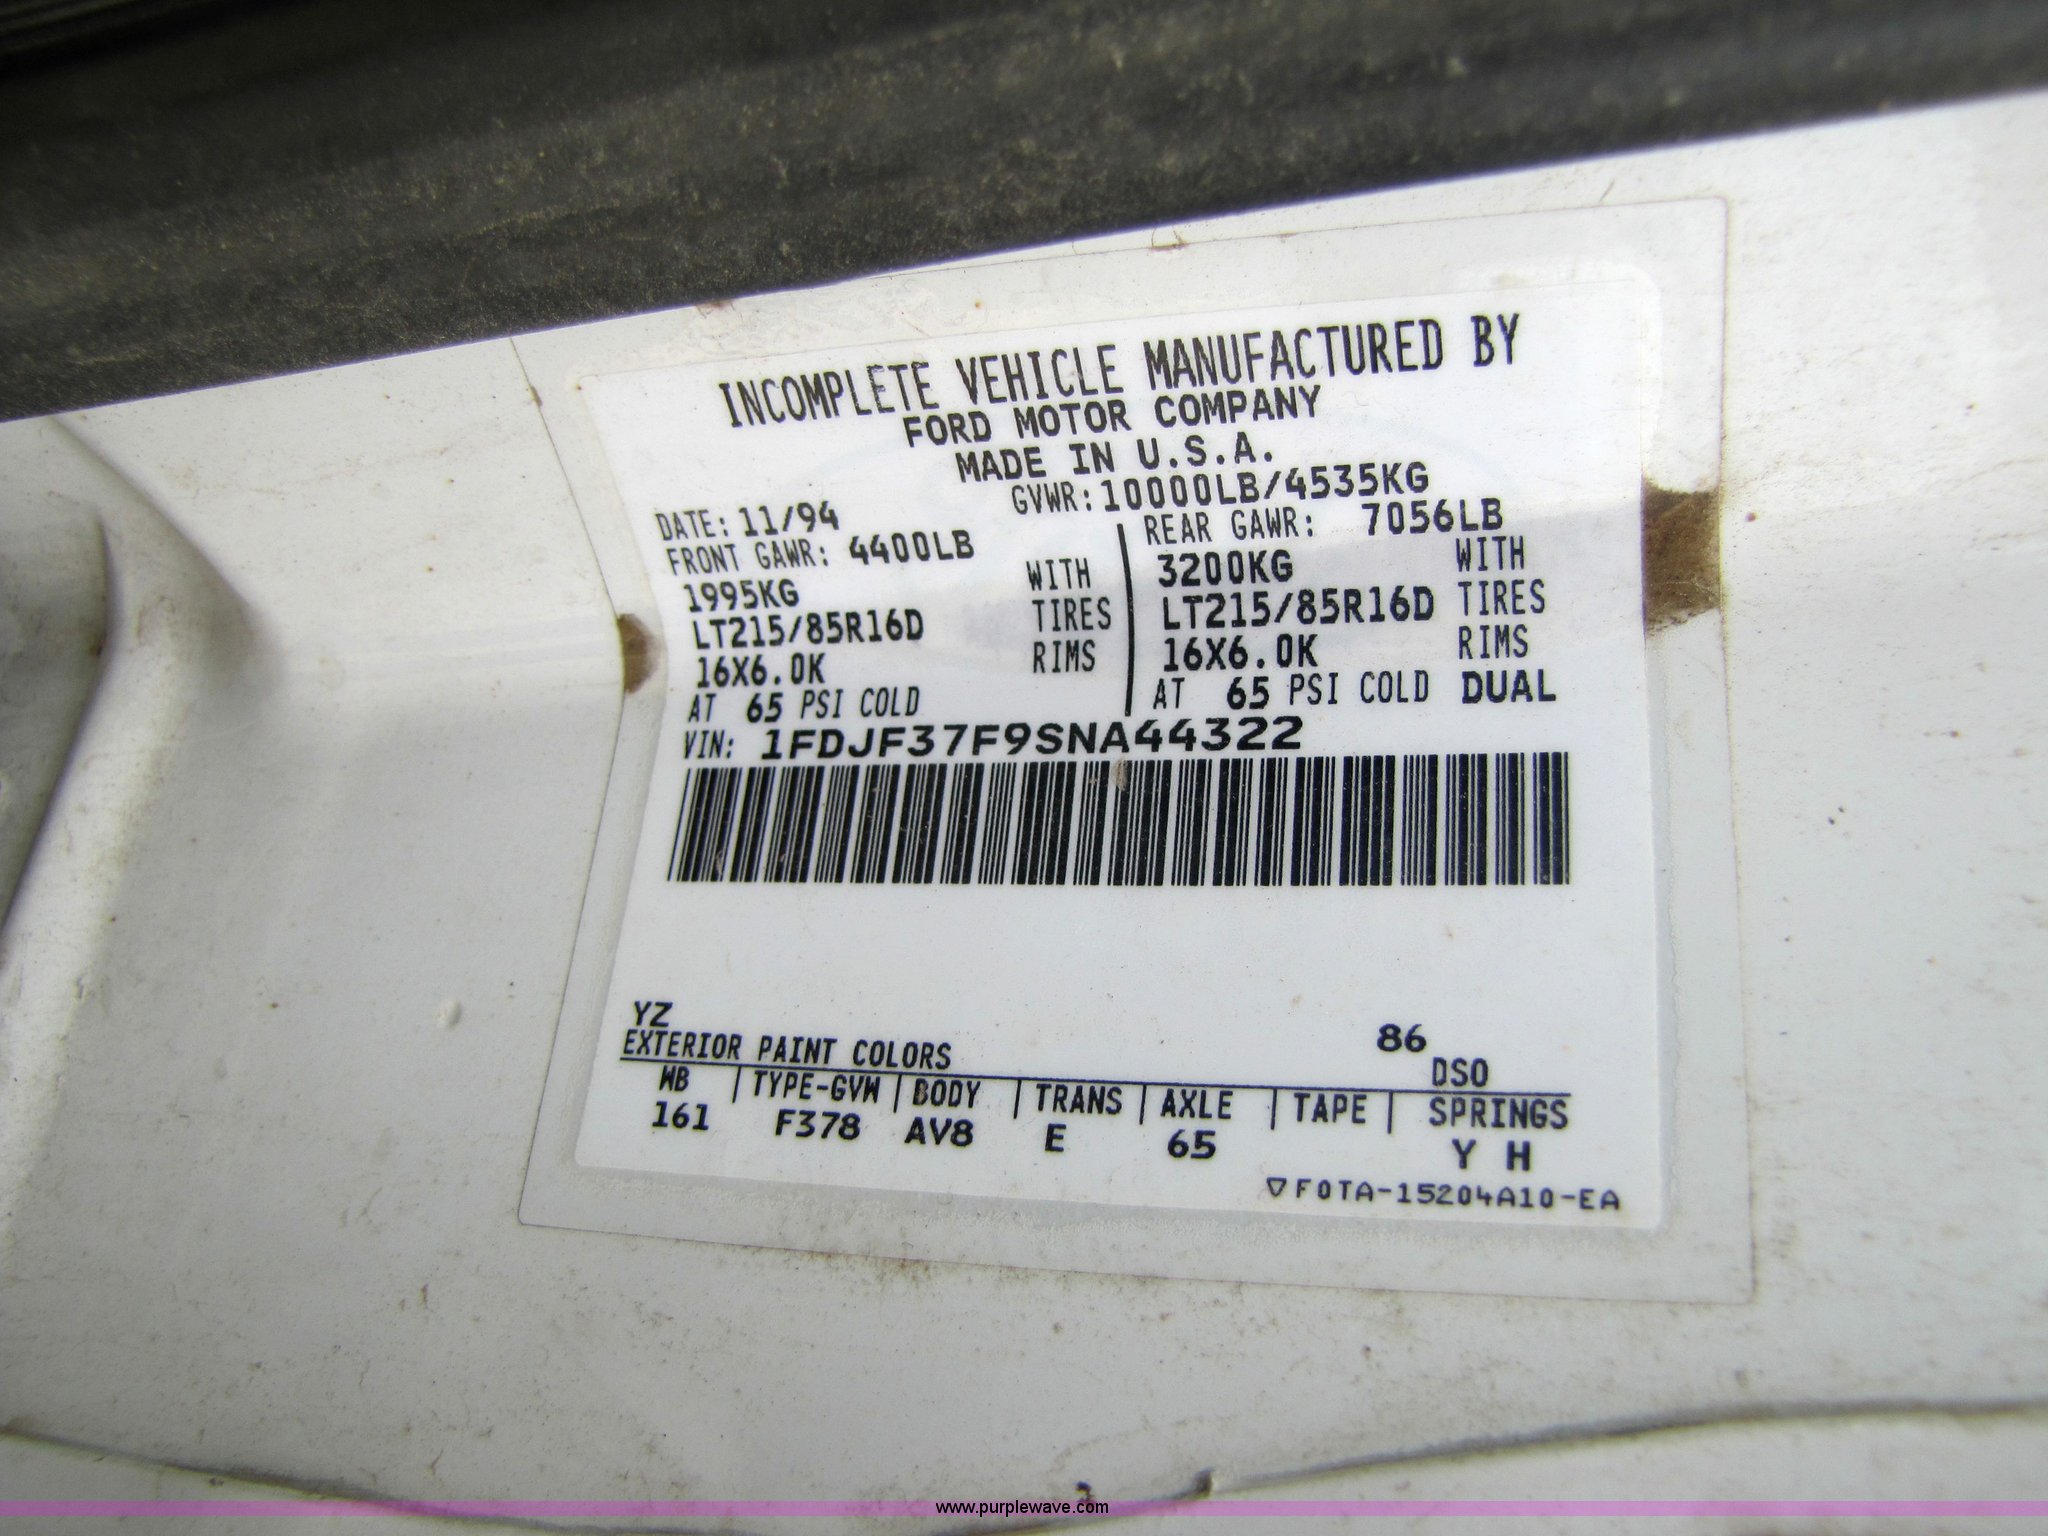 INCOMPLETE VEHICLE MANUFACTURED BY
FORD MOTOR COMPANY
MADE IN U.S.A.
DATE: 11/94 GVWR: 10000LB/4535KG
FRONT GAWR: 4400LB REAR GAWR: 7056LB
1995KG WITH 3200KG WITH
LT215/85R16D TIRES LT215/85R16D TIRES
16X6.0K RIMS 16X6.0K RIMS
AT 65 PSI COLD AT 65 PSI COLD DUAL
VIN: 1FDJF37F9SNA44322
YZ 86
EXTERIOR PAINT COLORS DSO
WB | TYPE-GVW | BODY | TRANS | AXLE | TAPE | SPRINGS
161 F378 AV8 E 65 Y H
▽F0TA-15204A10-EA
www.purplewave.com